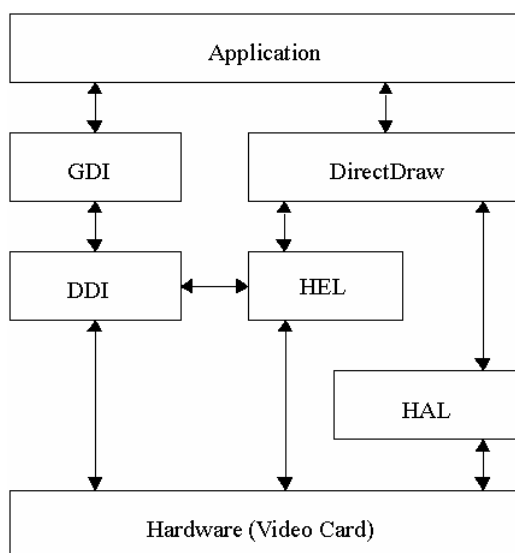 Application
GDI
DirectDraw
DDI
HEL
HAL
Hardware (Video Card)